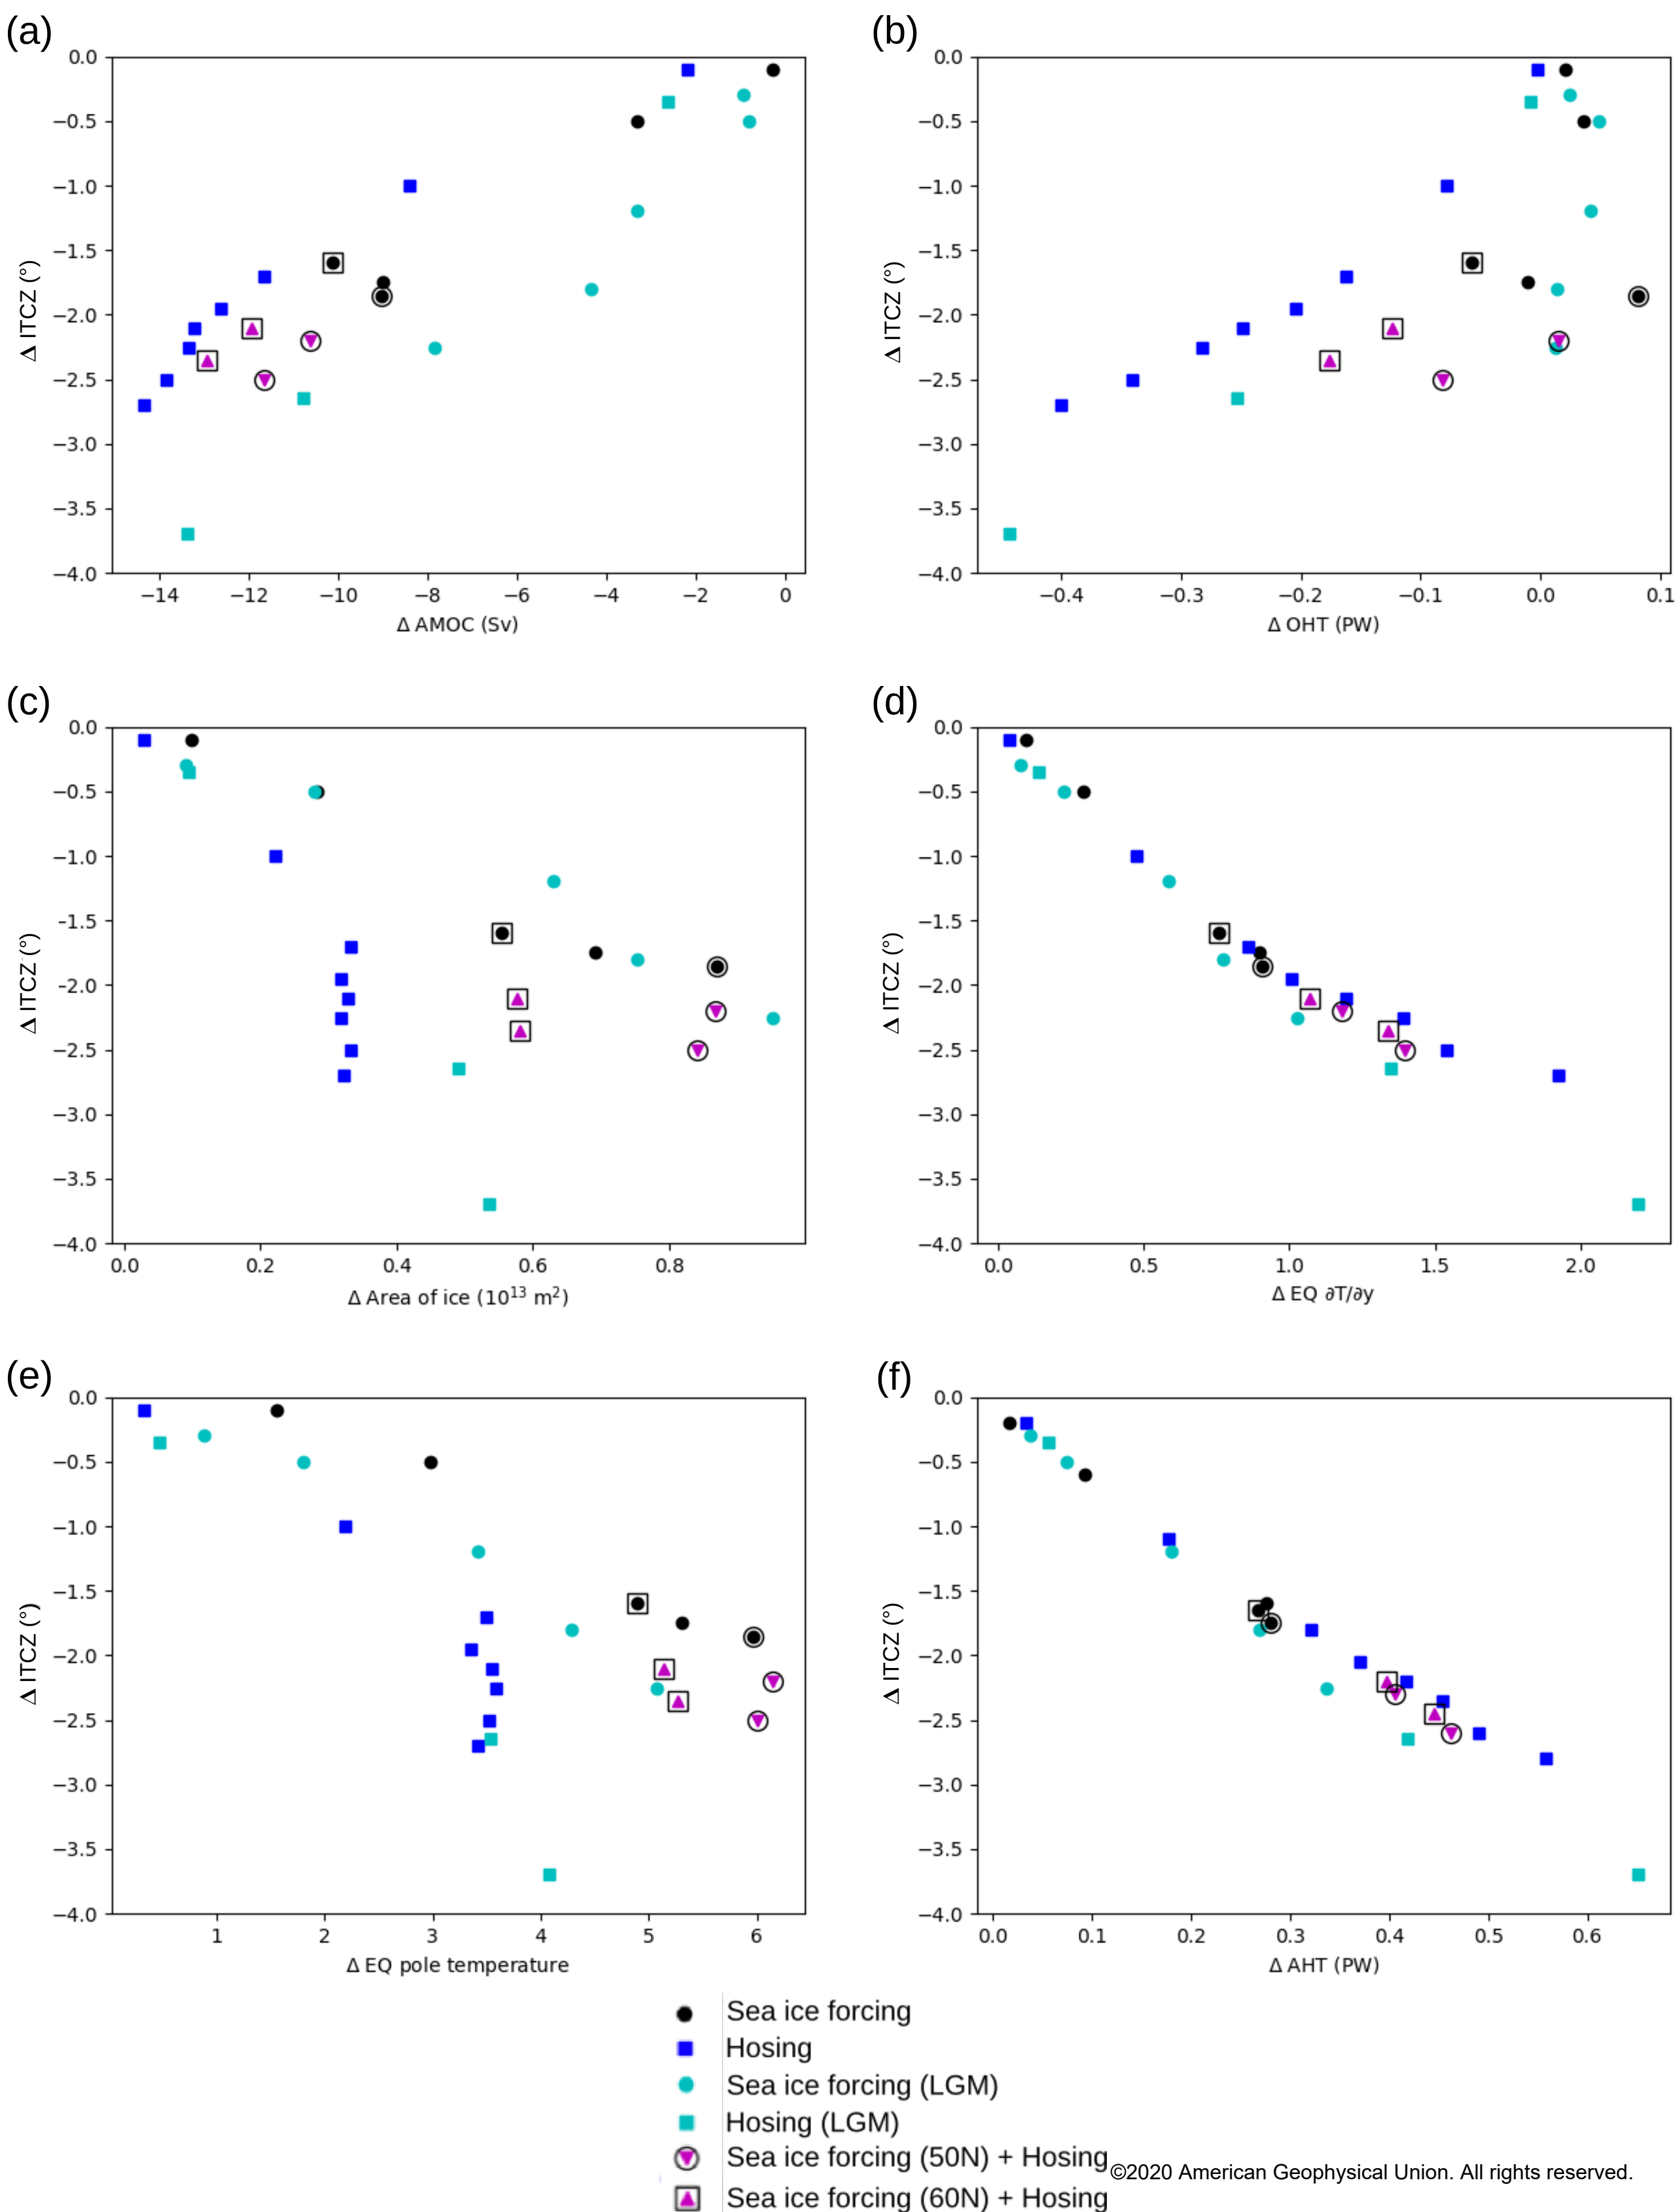 (a)
0.0
−0.5
−1.0
−1.5
−2.0
−2.5
−3.0
−3.5
−4.0
Δ ITCZ (°)
−14 −12 −10 −8 −6 −4 −2 0
Δ AMOC (Sv)
(b)
0.0
−0.5
−1.0
−1.5
−2.0
−2.5
−3.0
−3.5
−4.0
Δ ITCZ (°)
−0.4 −0.3 −0.2 −0.1 0.0 0.1
Δ OHT (PW)
(c)
0.0
−0.5
−1.0
-1.5
−2.0
−2.5
−3.0
−3.5
−4.0
Δ ITCZ (°)
0.0 0.2 0.4 0.6 0.8
Δ Area of ice (10¹³ m²)
(d)
0.0
−0.5
−1.0
−1.5
−2.0
−2.5
−3.0
−3.5
−4.0
Δ ITCZ (°)
0.0 0.5 1.0 1.5 2.0
Δ EQ ∂T/∂y
(e)
0.0
−0.5
−1.0
−1.5
−2.0
−2.5
−3.0
−3.5
−4.0
Δ ITCZ (°)
1 2 3 4 5 6
Δ EQ pole temperature
(f)
0.0
−0.5
−1.0
−1.5
−2.0
−2.5
−3.0
−3.5
−4.0
Δ ITCZ (°)
0.0 0.1 0.2 0.3 0.4 0.5 0.6
Δ AHT (PW)
Sea ice forcing
Hosing
Sea ice forcing (LGM)
Hosing (LGM)
Sea ice forcing (50N) + Hosing
Sea ice forcing (60N) + Hosing
©2020 American Geophysical Union. All rights reserved.